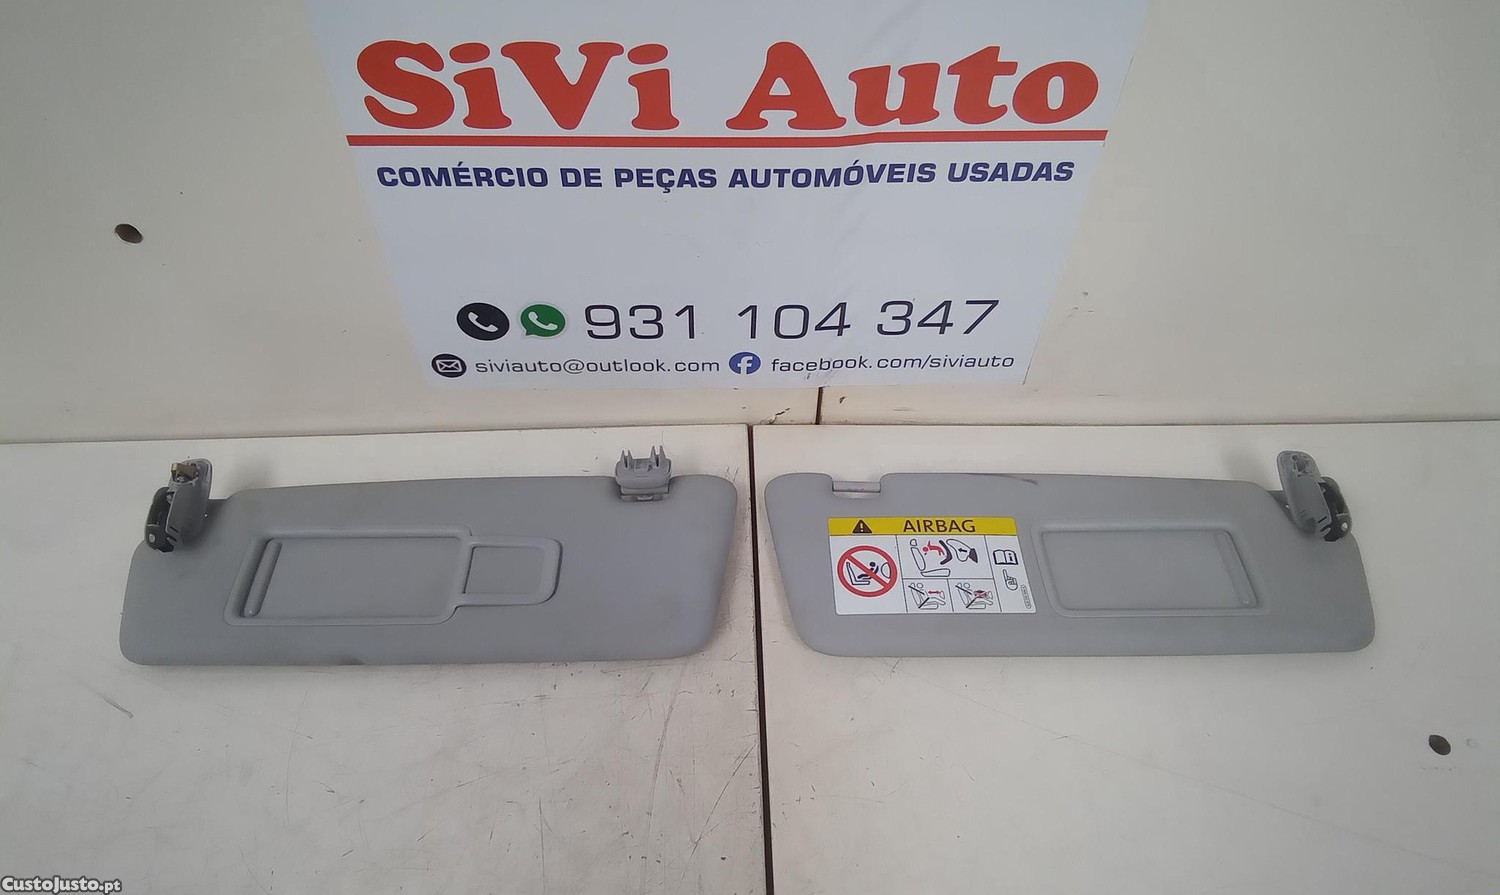 SiVi Auto
COMÉRCIO DE PEÇAS AUTOMÓVEIS USADAS
931 104 347
siviauto@outlook.com facebook.com/siviauto
AIRBAG
CustoJusto.pt